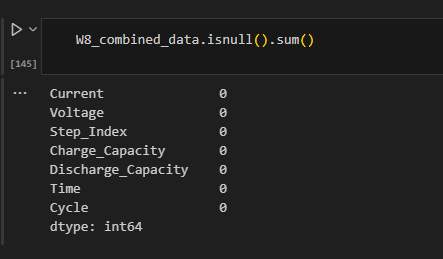 W8_combined_data.isnull().sum()
[145]
...
Current 0
Voltage 0
Step_Index 0
Charge_Capacity 0
Discharge_Capacity 0
Time 0
Cycle 0
dtype: int64